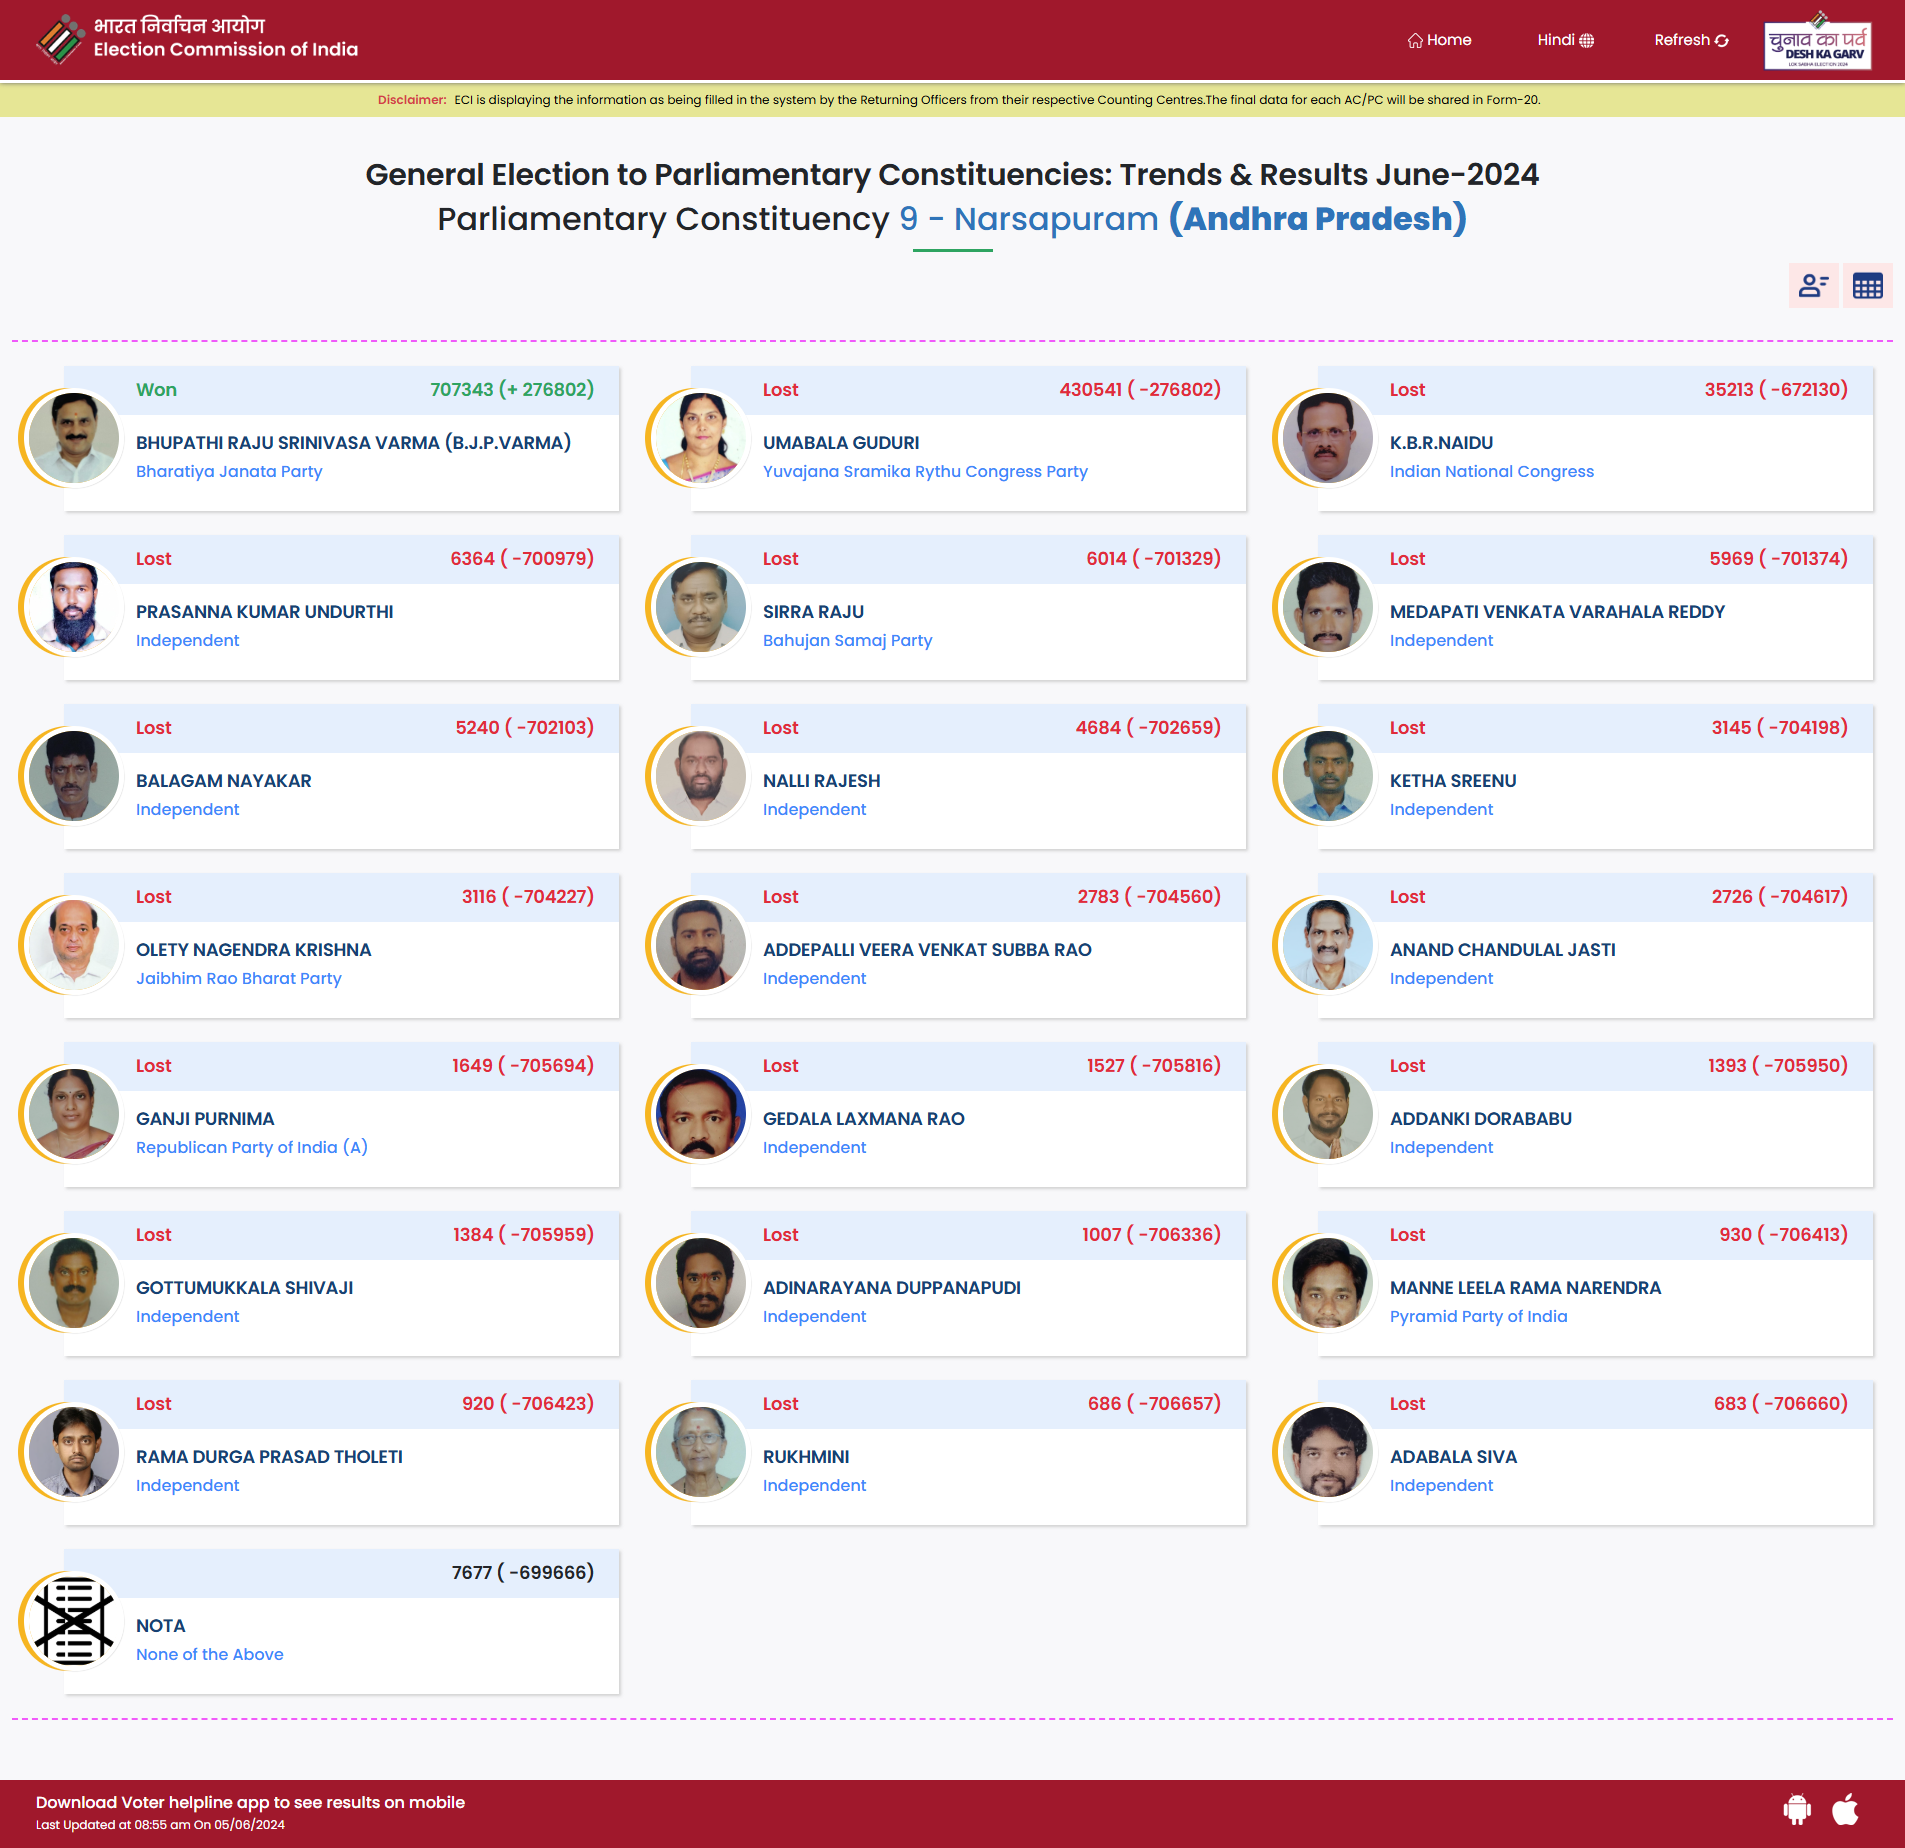 भारत निर्वाचन आयोग
Election Commission of India
Home
Hindi
Refresh
चुनाव का पर्व
DESH KA GARV
LOK SABHA ELECTION 2024
Disclaimer: ECI is displaying the information as being filled in the system by the Returning Officers from their respective Counting Centres.The final data for each AC/PC will be shared in Form-20.
General Election to Parliamentary Constituencies: Trends & Results June-2024
Parliamentary Constituency 9 - Narsapuram (Andhra Pradesh)
Won 707343 (+ 276802)
BHUPATHI RAJU SRINIVASA VARMA (B.J.P.VARMA)
Bharatiya Janata Party
Lost 430541 ( -276802)
UMABALA GUDURI
Yuvajana Sramika Rythu Congress Party
Lost 35213 ( -672130)
K.B.R.NAIDU
Indian National Congress
Lost 6364 ( -700979)
PRASANNA KUMAR UNDURTHI
Independent
Lost 6014 ( -701329)
SIRRA RAJU
Bahujan Samaj Party
Lost 5969 ( -701374)
MEDAPATI VENKATA VARAHALA REDDY
Independent
Lost 5240 ( -702103)
BALAGAM NAYAKAR
Independent
Lost 4684 ( -702659)
NALLI RAJESH
Independent
Lost 3145 ( -704198)
KETHA SREENU
Independent
Lost 3116 ( -704227)
OLETY NAGENDRA KRISHNA
Jaibhim Rao Bharat Party
Lost 2783 ( -704560)
ADDEPALLI VEERA VENKAT SUBBA RAO
Independent
Lost 2726 ( -704617)
ANAND CHANDULAL JASTI
Independent
Lost 1649 ( -705694)
GANJI PURNIMA
Republican Party of India (A)
Lost 1527 ( -705816)
GEDALA LAXMANA RAO
Independent
Lost 1393 ( -705950)
ADDANKI DORABABU
Independent
Lost 1384 ( -705959)
GOTTUMUKKALA SHIVAJI
Independent
Lost 1007 ( -706336)
ADINARAYANA DUPPANAPUDI
Independent
Lost 930 ( -706413)
MANNE LEELA RAMA NARENDRA
Pyramid Party of India
Lost 920 ( -706423)
RAMA DURGA PRASAD THOLETI
Independent
Lost 686 ( -706657)
RUKHMINI
Independent
Lost 683 ( -706660)
ADABALA SIVA
Independent
7677 ( -699666)
NOTA
None of the Above
Download Voter helpline app to see results on mobile
Last Updated at 08:55 am On 05/06/2024